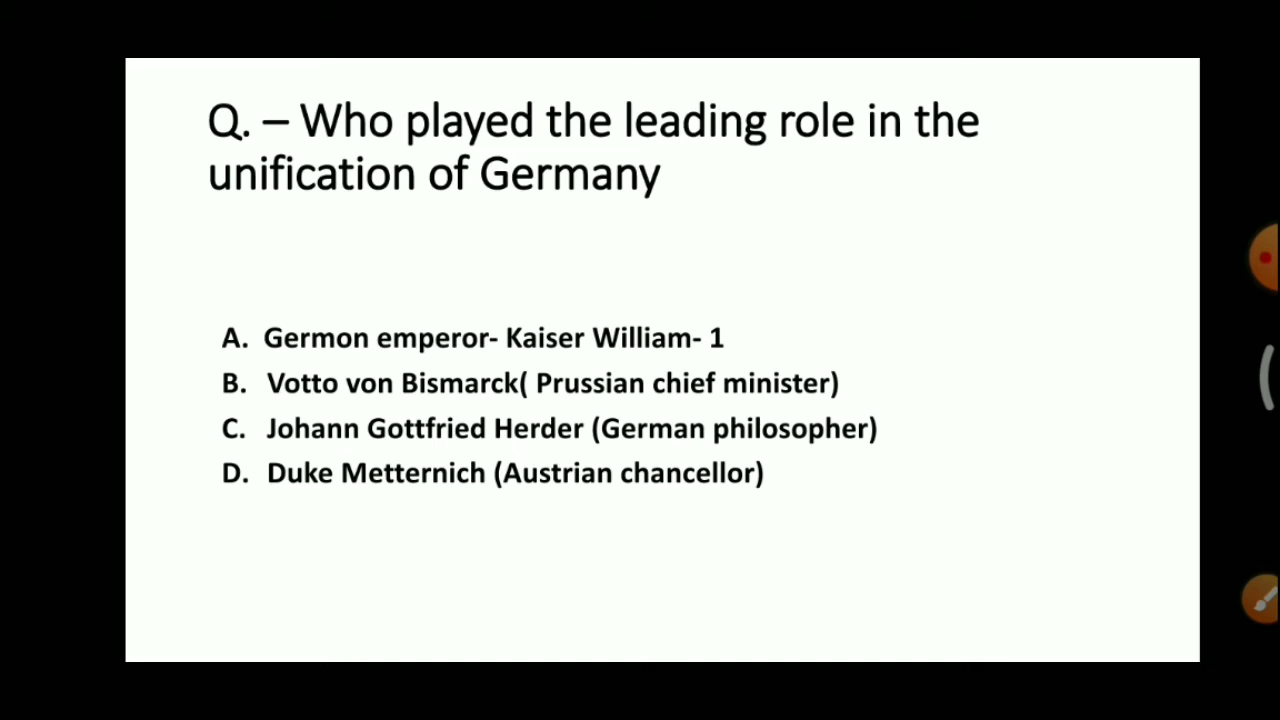 Q. – Who played the leading role in the
unification of Germany
A. Germon emperor- Kaiser William- 1
B. Votto von Bismarck( Prussian chief minister)
C. Johann Gottfried Herder (German philosopher)
D. Duke Metternich (Austrian chancellor)